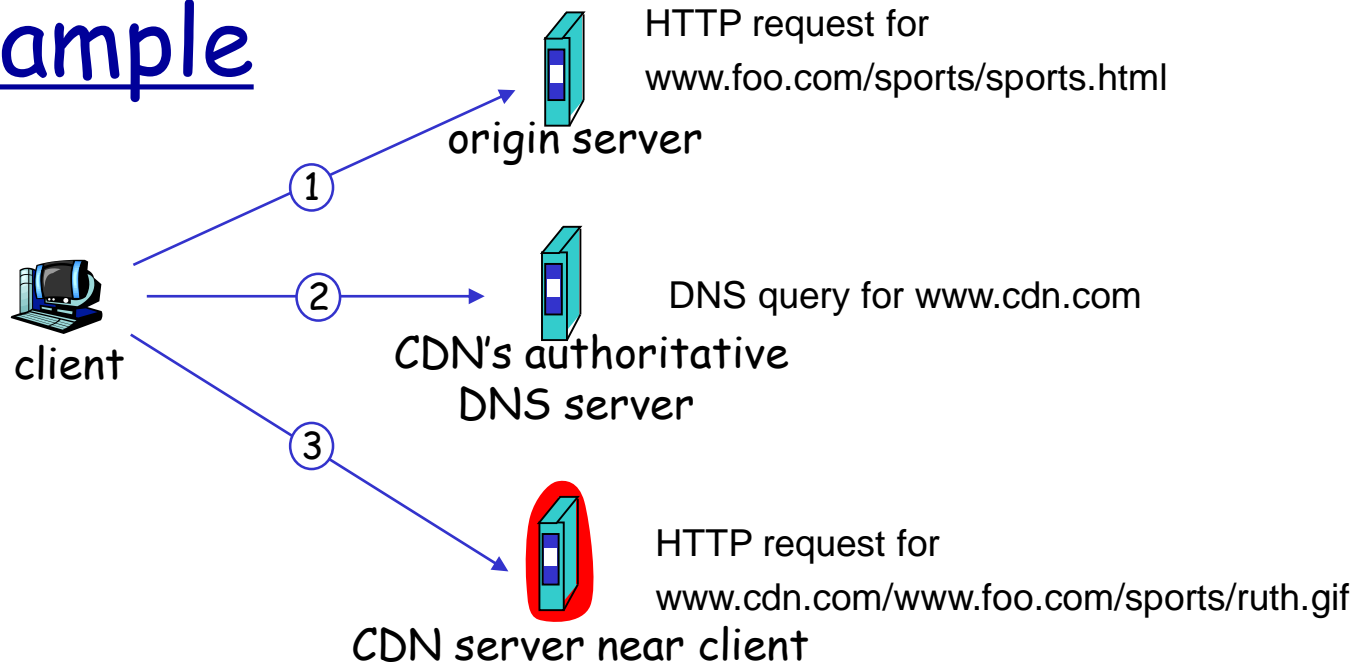 ample
HTTP request for
www.foo.com/sports/sports.html
origin server
1
2
DNS query for www.cdn.com
client
CDN's authoritative
DNS server
3
HTTP request for
www.cdn.com/www.foo.com/sports/ruth.gif
CDN server near client